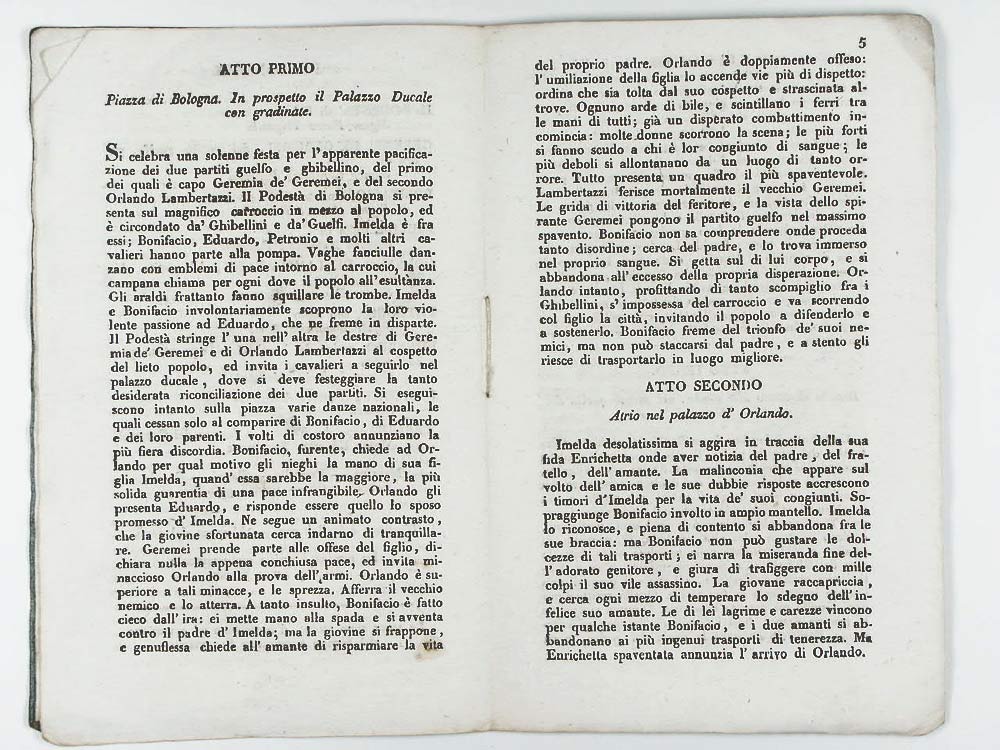 ATTO PRIMO
Piazza di Bologna. In prospetto il Palazzo Ducale
con gradinate.
Si celebra una solenne festa per l'apparente pacifica-
zione dei due partiti guelfo e ghibellino, del primo
dei quali è capo Geremia de' Geremei, e del secondo
Orlando Lambertazzi. Il Podestà di Bologna si pre-
senta sul magnifico carroccio in mezzo al popolo, ed
è circondato da' Ghibellini e da' Guelfi. Imelda è fra
essi; Bonifacio, Eduardo, Petronio e molti altri ca-
valieri hanno parte alla pompa. Vaghe fanciulle dan-
zano con emblemi di pace intorno al carroccio, la cui
campana chiama per ogni dove il popolo all'esultanza.
Gli araldi frattanto fanno squillare le trombe. Imelda
e Bonifacio involontariamente scoprono la loro vio-
lente passione ad Eduardo, che ne freme in disparte.
Il Podestà stringe l'una nell'altra le destre di Gere-
mia de' Geremei e di Orlando Lambertazzi al cospetto
del lieto popolo, ed invita i cavalieri a seguirlo nel
palazzo ducale, dove si deve festeggiare la tanto
desiderata riconciliazione dei due partiti. Si esegui-
scono intanto sulla piazza varie danze nazionali, le
quali cessan solo al comparire di Bonifacio, di Eduardo
e dei loro parenti. I volti di costoro annunziano la
più fiera discordia. Bonifacio, furente, chiede ad Or-
lando per qual motivo gli nieghi la mano di sua fi-
glia Imelda, quand' essa sarebbe la maggiore, la più
solida guarentia di una pace infrangibile. Orlando gli
presenta Eduardo, e risponde essere quello lo sposo
promesso d' Imelda. Ne segue un animato contrasto,
che la giovine sfortunata cerca indarno di tranquilla-
re. Geremei prende parte alle offese del figlio, di-
chiara nulla la appena conchiusa pace, ed invita mi-
naccioso Orlando alla prova dell'armi. Orlando è su-
periore a tali minacce, e le sprezza. Afferra il vecchio
nemico e lo atterra. A tanto insulto, Bonifacio è fatto
cieco dall'ira: ei mette mano alla spada e si avventa
contro il padre d'Imelda; ma la giovine si frappone,
e genuflessa chiede all' amante di risparmiare la vita
5
del proprio padre. Orlando è doppiamente offeso:
l'umiliazione della figlia lo accende vie più di dispetto:
ordina che sia tolta dal suo cospetto e strascinata al-
trove. Ognuno arde di bile, e scintillano i ferri tra
le mani di tutti; già un disperato combattimento in-
comincia: molte donne scorrono la scena; le più forti
si fanno scudo a chi è lor congiunto di sangue; le
più deboli si allontanano da un luogo di tanto or-
rore. Tutto presenta un quadro il più spaventevole.
Lambertazzi ferisce mortalmente il vecchio Geremei.
Le grida di vittoria del feritore, e la vista dello spi-
rante Geremei pongono il partito guelfo nel massimo
spavento. Bonifacio non sa comprendere onde proceda
tanto disordine; cerca del padre, e lo trova immerso
nel proprio sangue. Si getta sul di lui corpo, e si
abbandona all'eccesso della propria disperazione. Or-
lando intanto, profittando di tanto scompiglio fra i
Ghibellini, s' impossessa del carroccio e va scorrendo
col figlio la città, invitando il popolo a difenderlo e
a sostenerlo. Bonifacio freme del trionfo de' suoi ne-
mici, ma non può staccarsi dal padre, e a stento gli
riesce di trasportarlo in luogo migliore.
ATTO SECONDO
Atrio nel palazzo d' Orlando.
Imelda desolatissima si aggira in traccia della sua
fida Enrichetta onde aver notizia del padre, del fra-
tello, dell'amante. La malinconia che appare sul
volto dell'amica e le sue dubbie risposte accrescono
i timori d'Imelda per la vita de' suoi congiunti. So-
praggiunge Bonifacio involto in ampio mantello. Imelda
lo riconosce, e piena di contento si abbandona fra le
sue braccia: ma Bonifacio non può gustare le dol-
cezze di tali trasporti; ei narra la miseranda fine del-
l'adorato genitore, e giura di trafiggere con mille
colpi il suo vile assassino. La giovane raccapriccia,
e cerca ogni mezzo di temperare lo sdegno dell'in-
felice suo amante. Le di lei lagrime e carezze vincono
per qualche istante Bonifacio, e i due amanti si ab-
bandonano ai più ingenui trasporti di tenerezza. Ma
Enrichetta spaventata annunzia l'arrivo di Orlando.